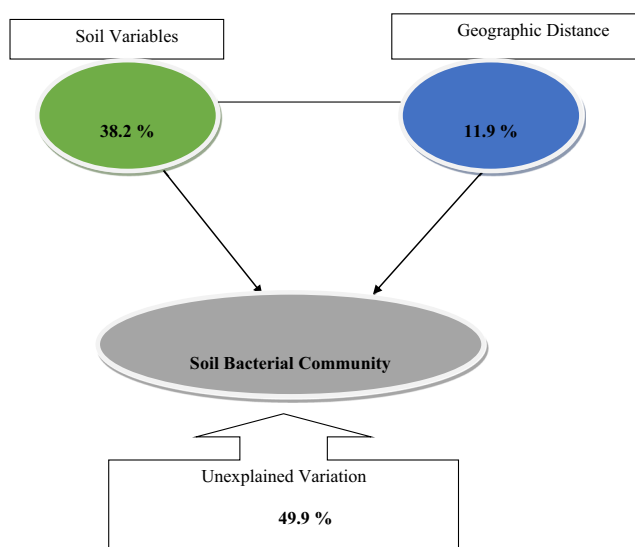 Soil Variables
Geographic Distance
38.2 %
11.9 %
Soil Bacterial Community
Unexplained Variation
49.9 %